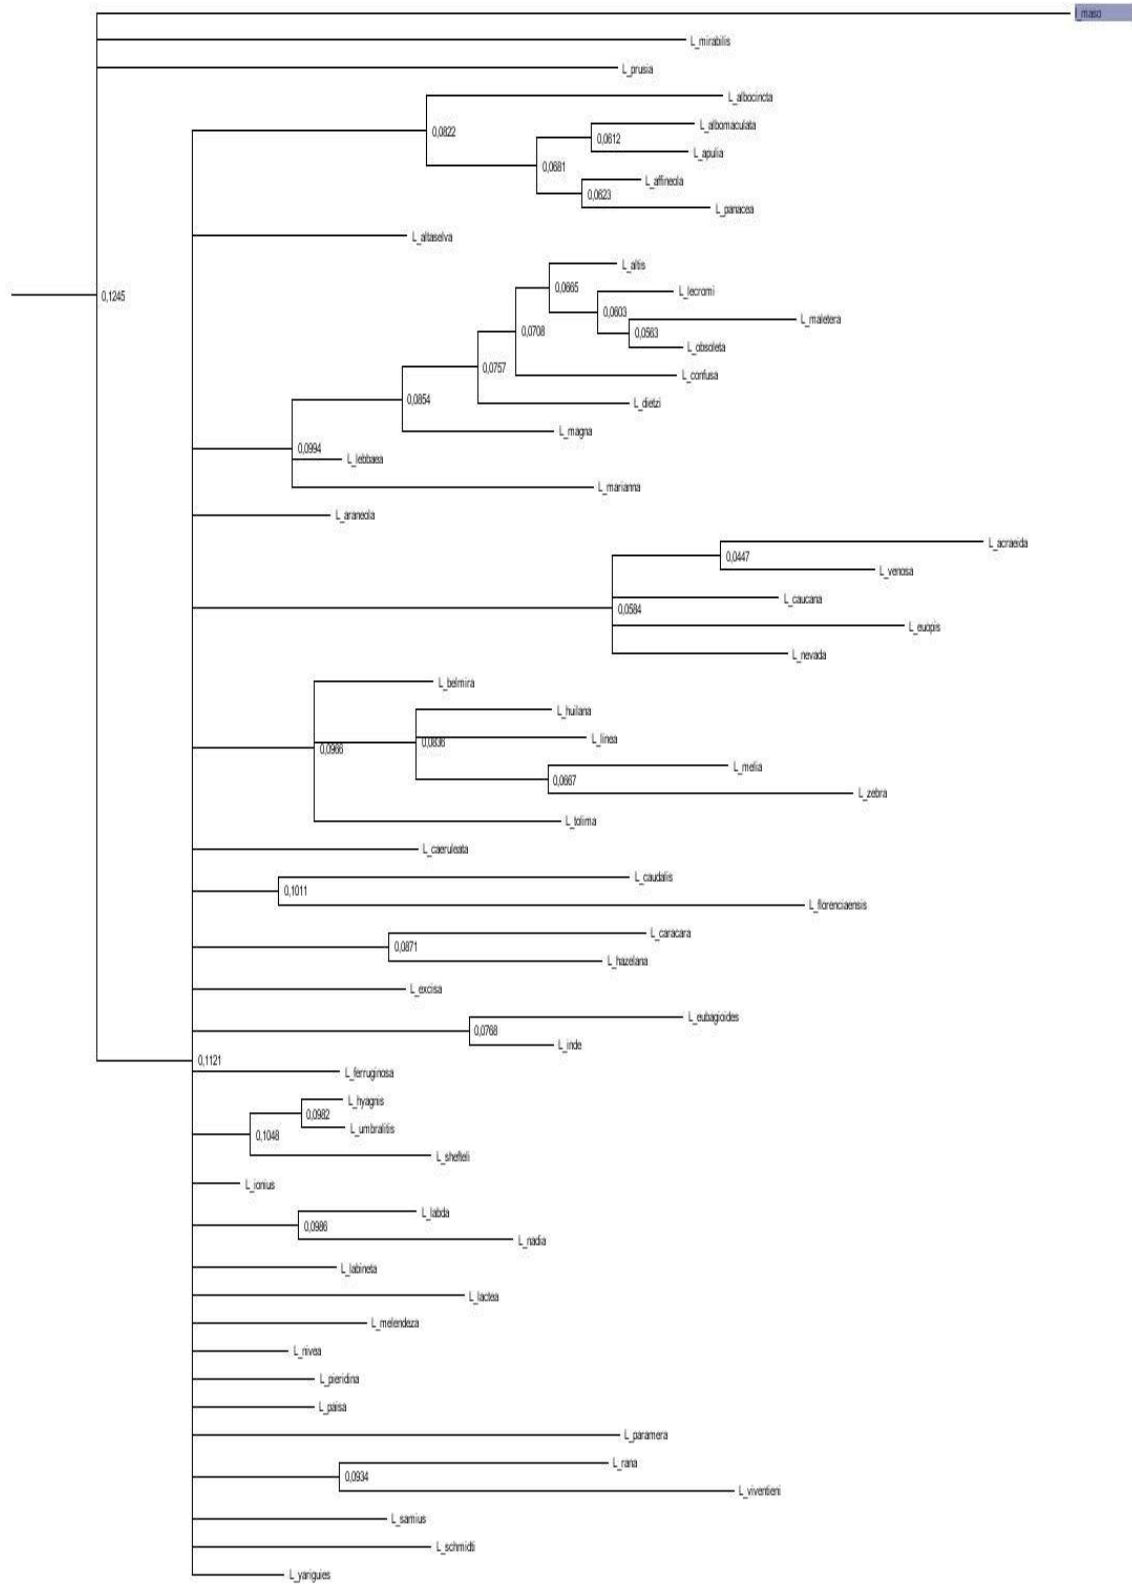 l_maso
L_mirabilis
L_prusia
L_albocincta
0,0822
L_albomaculata
0,0612
L_apulia
0,0681
L_affineola
0,0623
L_panacea
L_altaselva
L_altis
0,0665
L_lecromi
0,1245
0,0603
L_maletera
0,0708
0,0563
L_obsoleta
0,0757
L_confusa
0,0854
L_dietzi
L_magna
0,0994
L_lebbaea
L_marianna
L_araneola
L_acraeida
0,0447
L_venosa
L_caucana
0,0584
L_euopis
L_nevada
L_belmira
L_huilana
L_linea
0,0966
0,0836
L_melia
0,0667
L_zebra
L_tolima
L_caeruleata
L_caudalis
0,1011
L_florenciaensis
L_caracara
0,0871
L_hazelana
L_excisa
L_eubagioides
0,0768
L_inde
0,1121
L_ferruginosa
L_hyagnis
0,0982
L_umbralitis
0,1048
L_shefteli
L_ionius
L_labda
0,0986
L_nadia
L_labineta
L_lactea
L_melendeza
L_nivea
L_pieridina
L_paisa
L_paramera
L_rana
0,0934
L_viventieni
L_samius
L_schmidti
L_yariguies